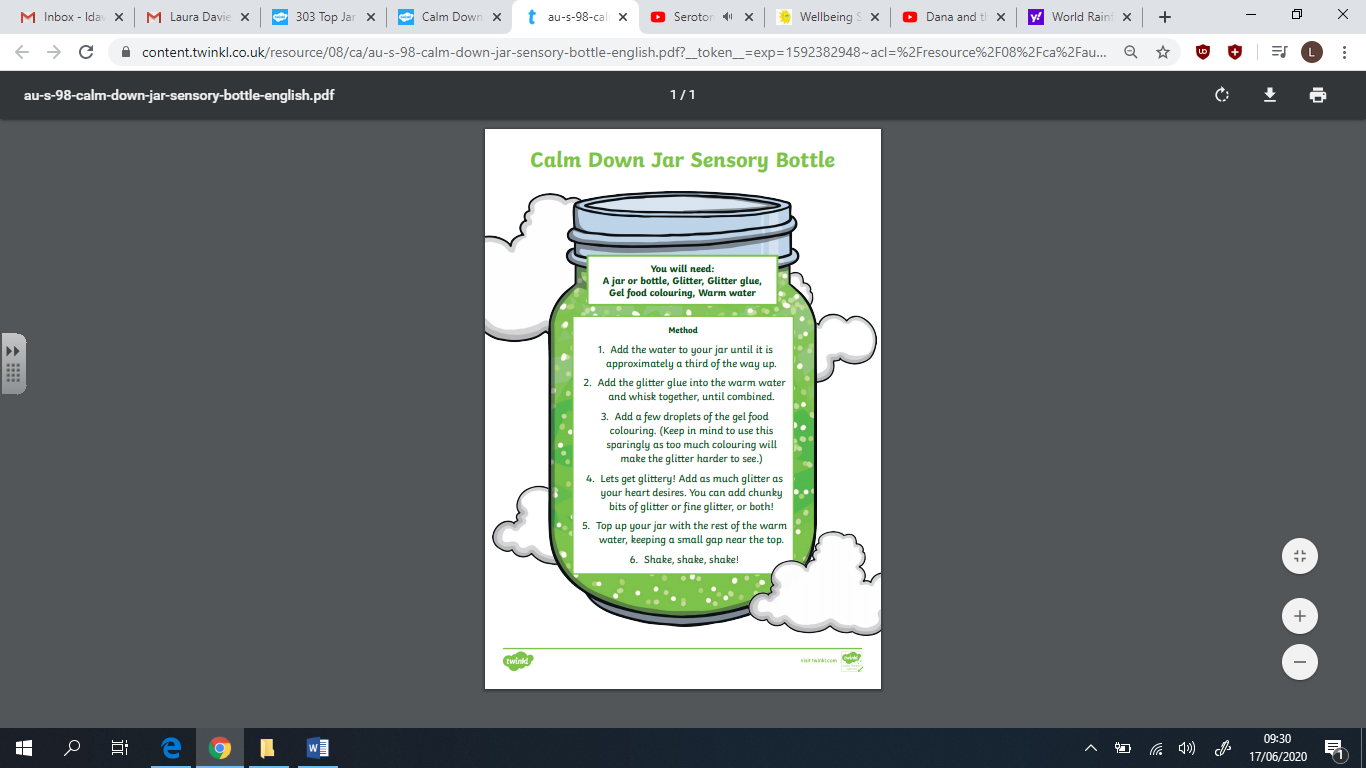 Inbox - Idav
Laura Davie
303 Top Jar
Calm Down
au-s-98-cal
Seroton
Wellbeing S
Dana and th
World Rainf
content.twinkl.co.uk/resource/08/ca/au-s-98-calm-down-jar-sensory-bottle-english.pdf?__token__=exp=1592382948~acl=%2Fresource%2F08%2Fca%2Fau...
L
au-s-98-calm-down-jar-sensory-bottle-english.pdf
1 / 1
Calm Down Jar Sensory Bottle
You will need:
A jar or bottle, Glitter, Glitter glue,
Gel food colouring, Warm water
Method
1. Add the water to your jar until it is
approximately a third of the way up.
2. Add the glitter glue into the warm water
and whisk together, until combined.
3. Add a few droplets of the gel food
colouring. (Keep in mind to use this
sparingly as too much colouring will
make the glitter harder to see.)
4. Lets get glittery! Add as much glitter as
your heart desires. You can add chunky
bits of glitter or fine glitter, or both!
5. Top up your jar with the rest of the warm
water, keeping a small gap near the top.
6. Shake, shake, shake!
twinkl
visit twinkl.com
twinkl
09:30
17/06/2020
1